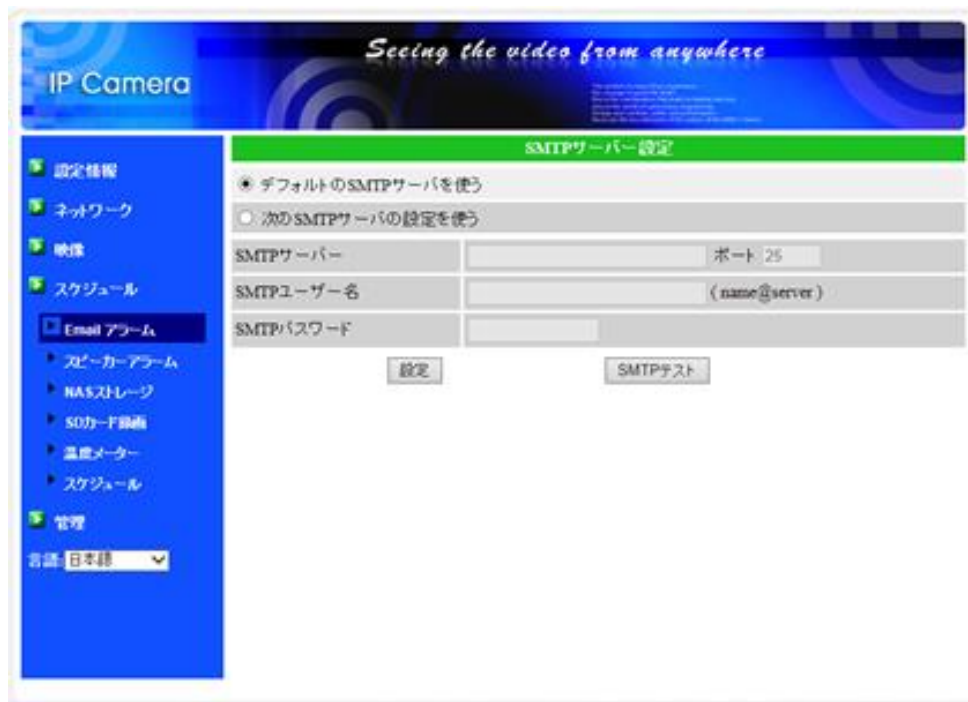 Seeing the video from anywhere
IP Camera
設定情報
ネットワーク
映像
スケジュール
Email アラーム
スピーカーアラーム
NASストレージ
SDカード録画
温度メーター
スケジュール
管理
言語: 日本語
SMTPサーバー設定
デフォルトのSMTPサーバを使う
次のSMTPサーバの設定を使う
SMTPサーバー ポート 25
SMTPユーザー名 ( name@server )
SMTPパスワード
設定 SMTPテスト